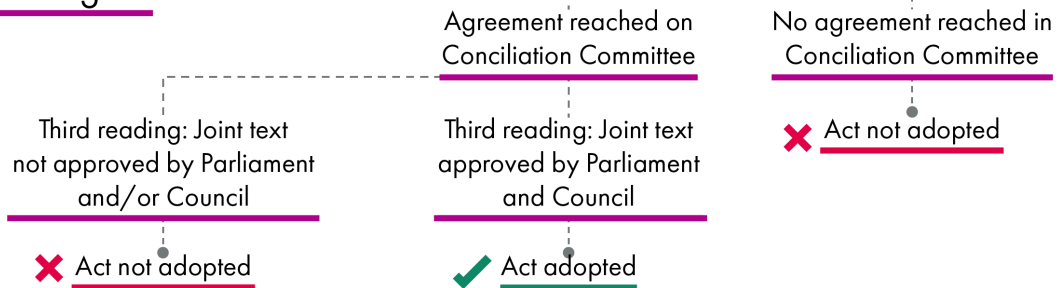 Agreement reached on
Conciliation Committee
No agreement reached in
Conciliation Committee
Third reading: Joint text
not approved by Parliament
and/or Council
Third reading: Joint text
approved by Parliament
and Council
Act not adopted
Act not adopted
Act adopted